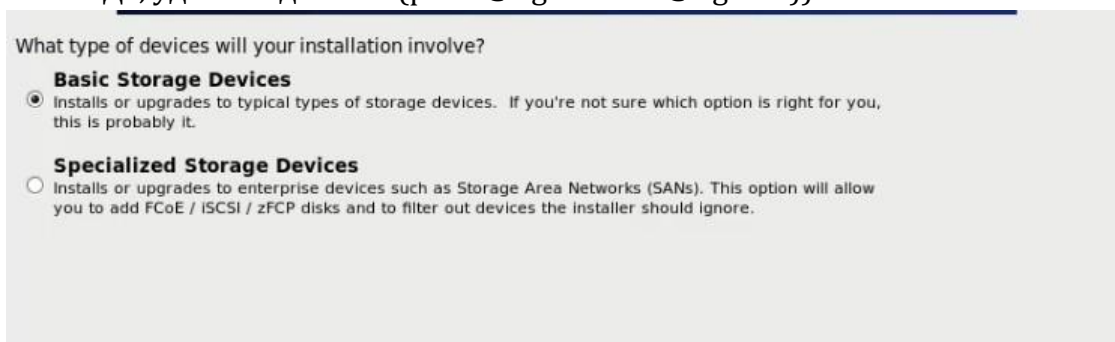 What type of devices will your installation involve?
Basic Storage Devices
Installs or upgrades to typical types of storage devices. If you're not sure which option is right for you,
this is probably it.
Specialized Storage Devices
Installs or upgrades to enterprise devices such as Storage Area Networks (SANs). This option will allow
you to add FCoE / iSCSI / zFCP disks and to filter out devices the installer should ignore.